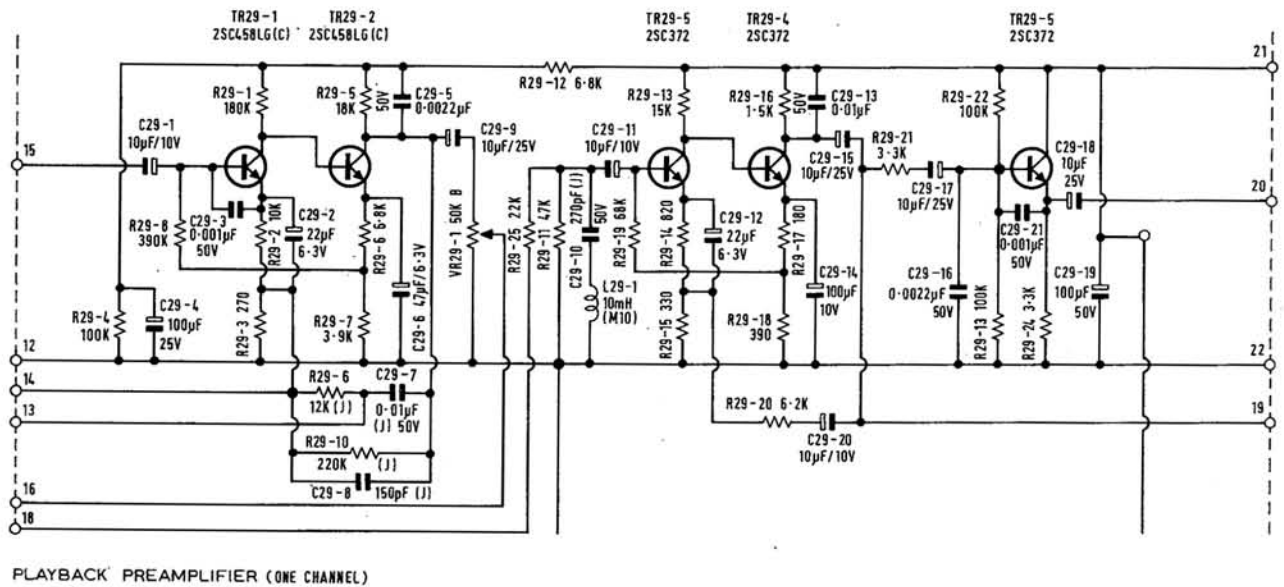 TR29-1
2SC458LG(C)
TR29-2
2SC458LG(C)
TR29-5
2SC372
TR29-4
2SC372
TR29-5
2SC372
21
R29-12 6.8K
R29-1
180K
R29-5
18K
50V
C29-5
0.0022µF
R29-13
15K
R29-16
1.5K
50V
C29-13
0.01µF
R29-22
100K
C29-1
10µF/10V
C29-9
10µF/25V
C29-11
10µF/10V
R29-21
3.3K
C29-15
10µF/25V
C29-18
10µF
25V
15
20
C29-17
10µF/25V
R29-8
390K
C29-3
0.001µF
50V
R29-2 10K
C29-2
22µF
6.3V
R29-6 6.8K
C29-6 47µF/6.3V
VR29-1 50K B
R29-25 22K
R29-11 47K
270pF(J)
50V
C29-10
R29-19 68K
R29-14 820
C29-12
22µF
6.3V
R29-17 180
C29-21
0.001µF
50V
L29-1
10mH
(M10)
C29-14
100µF
10V
C29-16
0.0022µF
50V
R29-13 100K
R29-24 3.3K
C29-19
100µF
50V
R29-4
100K
C29-4
100µF
25V
R29-3 270
R29-7
3.9K
R29-15 330
R29-18
390
12
22
14
R29-6
12K (J)
C29-7
0.01µF
(J) 50V
13
R29-20 6.2K
C29-20
10µF/10V
19
R29-10
220K
(J)
C29-8
150pF (J)
16
18
PLAYBACK PREAMPLIFIER (ONE CHANNEL)